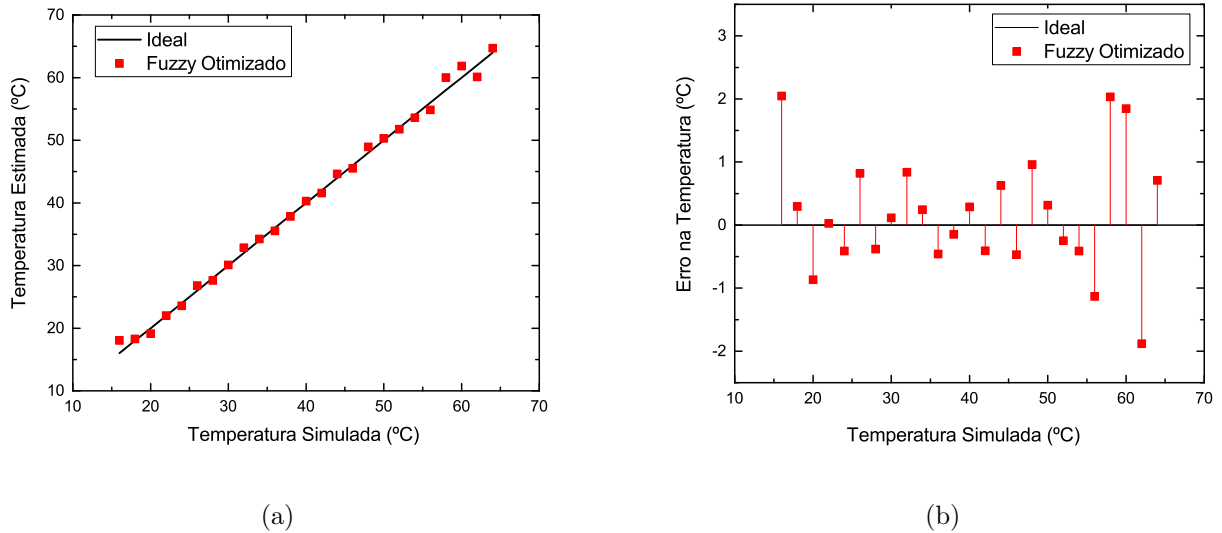 70
60
50
40
30
20
10
10
20
30
40
50
60
70
Temperatura Estimada (ºC)
Temperatura Simulada (ºC)
Ideal
Fuzzy Otimizado
(a)
3
2
1
0
-1
-2
10
20
30
40
50
60
70
Erro na Temperatura (ºC)
Temperatura Simulada (ºC)
Ideal
Fuzzy Otimizado
(b)